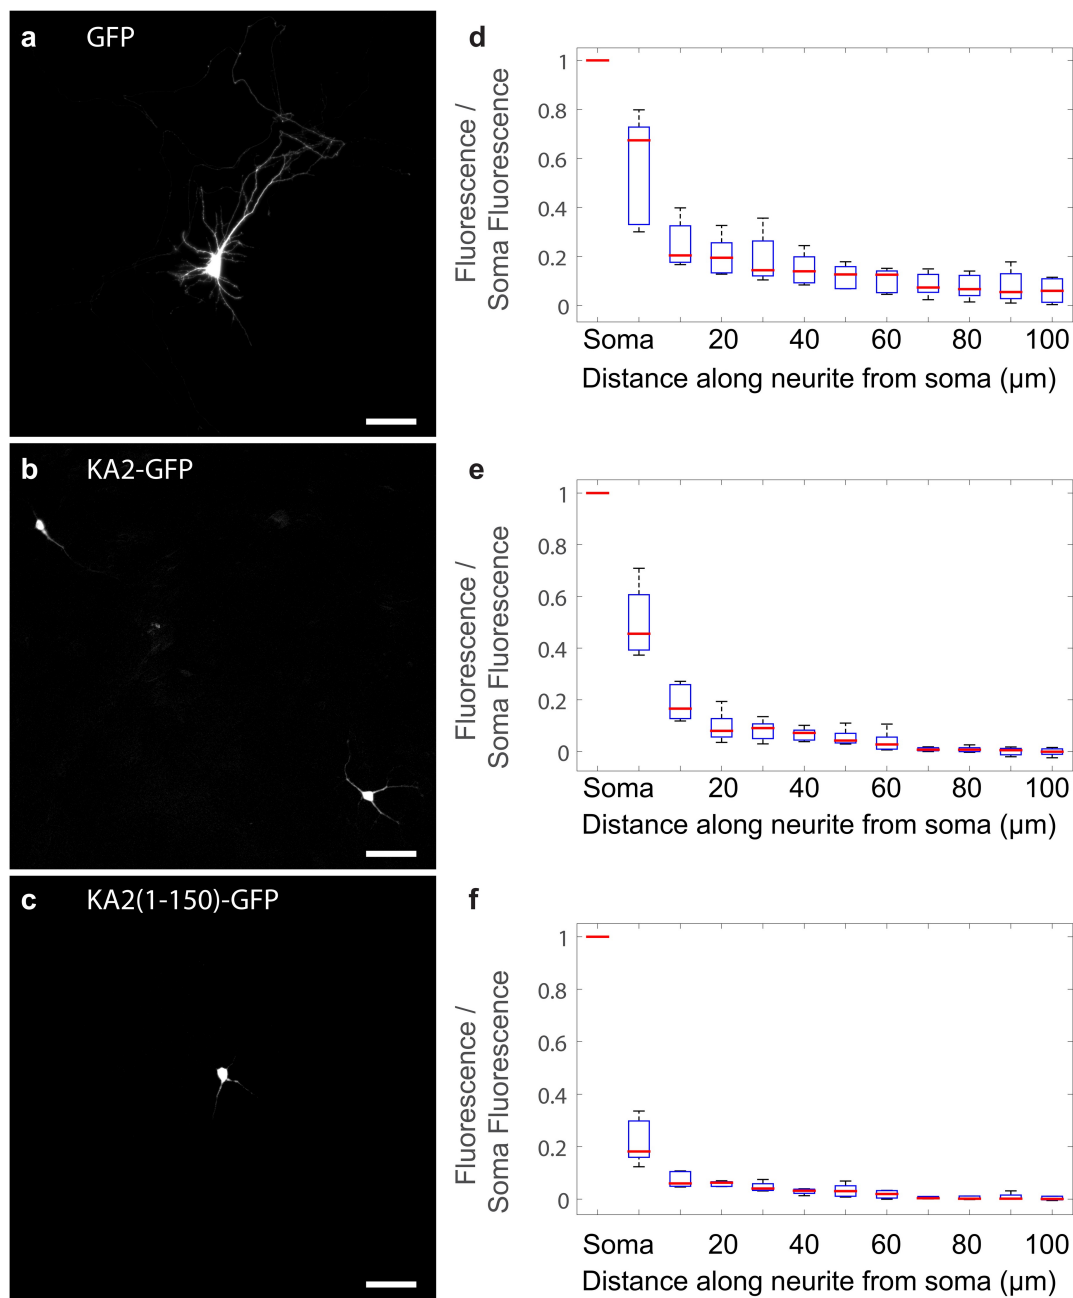 a GFP
d
Fluorescence /
Soma Fluorescence
1
0.8
0.6
0.4
0.2
0
Soma 20 40 60 80 100
Distance along neurite from soma (µm)
b KA2-GFP
e
Fluorescence /
Soma Fluorescence
1
0.8
0.6
0.4
0.2
0
Soma 20 40 60 80 100
Distance along neurite from soma (µm)
c KA2(1-150)-GFP
f
Fluorescence /
Soma Fluorescence
1
0.8
0.6
0.4
0.2
0
Soma 20 40 60 80 100
Distance along neurite from soma (µm)